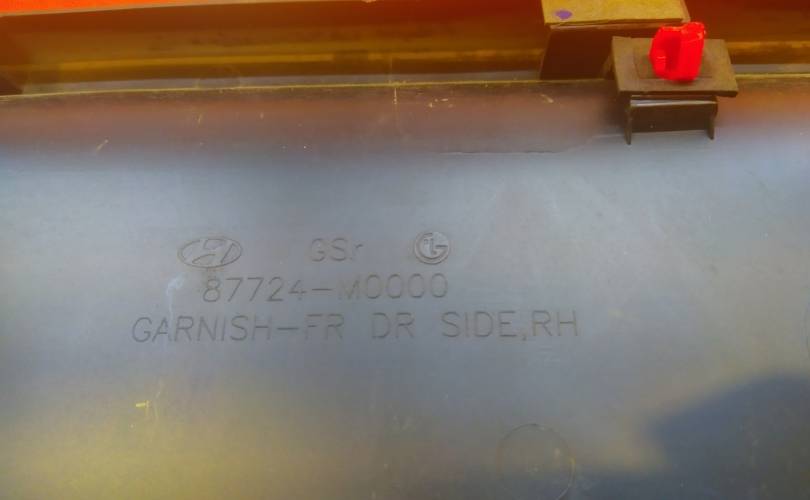 GSr
87724-M0000
GARNISH-FR DR SIDE,RH